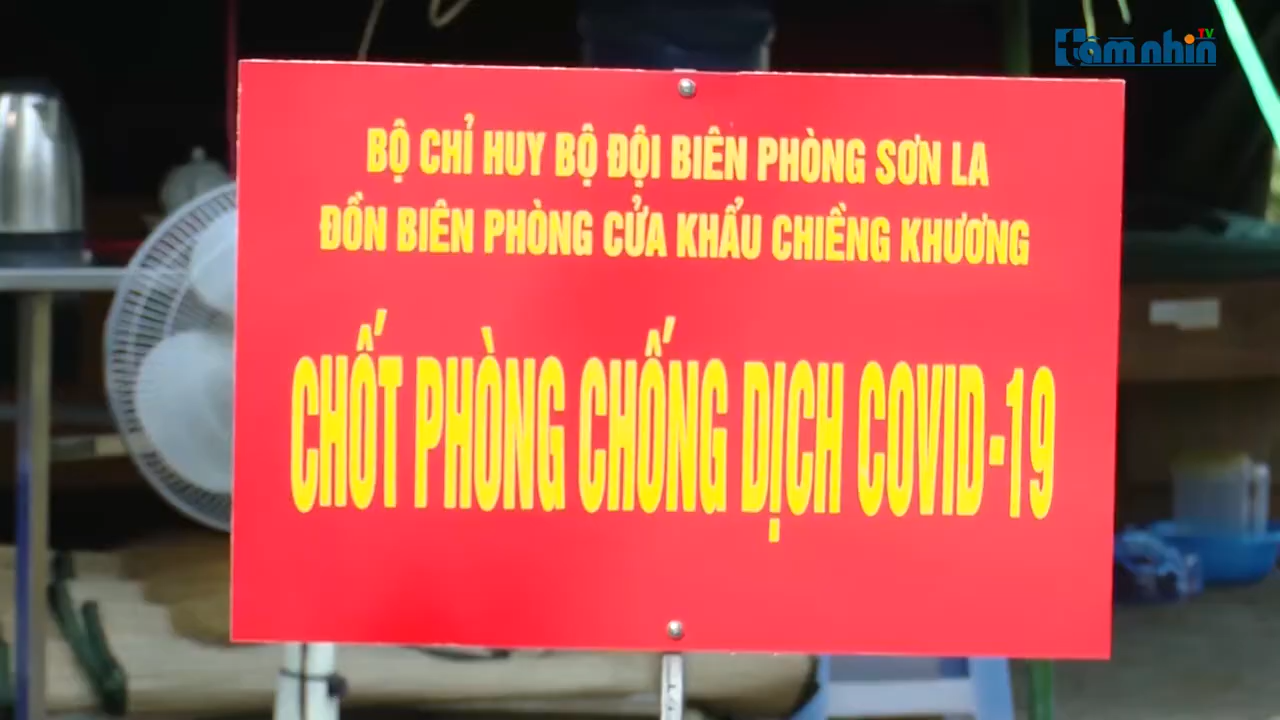 tầm nhìn TV
BỘ CHỈ HUY BỘ ĐỘI BIÊN PHÒNG SƠN LA
ĐỒN BIÊN PHÒNG CỬA KHẨU CHIỀNG KHƯƠNG
CHỐT PHÒNG CHỐNG DỊCH COVID-19